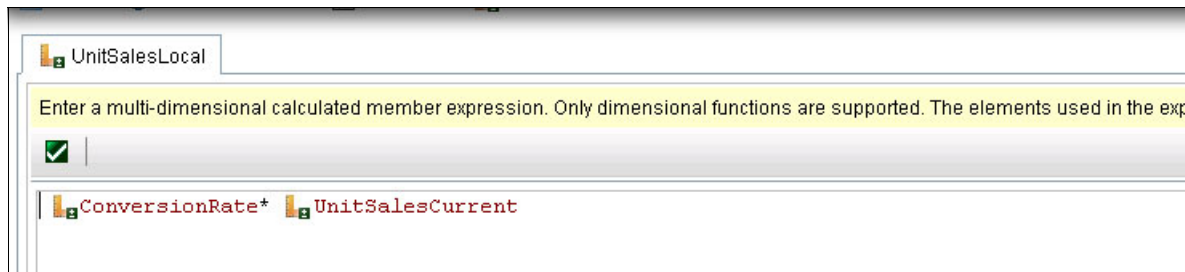 UnitSalesLocal
Enter a multi-dimensional calculated member expression. Only dimensional functions are supported. The elements used in the exp
ConversionRate* UnitSalesCurrent